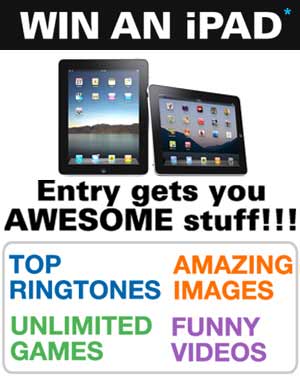 WIN AN iPAD*
Entry gets you
AWESOME stuff!!!
TOP
RINGTONES
AMAZING
IMAGES
UNLIMITED
GAMES
FUNNY
VIDEOS